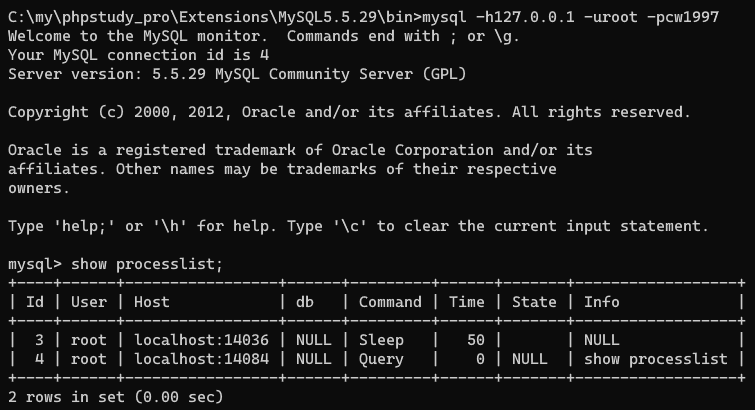 C:\my\phpstudy_pro\Extensions\MySQL5.5.29\bin>mysql -h127.0.0.1 -uroot -pcw1997
Welcome to the MySQL monitor.  Commands end with ; or \g.
Your MySQL connection id is 4
Server version: 5.5.29 MySQL Community Server (GPL)

Copyright (c) 2000, 2012, Oracle and/or its affiliates. All rights reserved.

Oracle is a registered trademark of Oracle Corporation and/or its
affiliates. Other names may be trademarks of their respective
owners.

Type 'help;' or '\h' for help. Type '\c' to clear the current input statement.

mysql> show processlist;
+----+------+-----------------+------+---------+------+-------+------------------+
| Id | User | Host            | db   | Command | Time | State | Info             |
+----+------+-----------------+------+---------+------+-------+------------------+
|  3 | root | localhost:14036 | NULL | Sleep   |   50 |       | NULL             |
|  4 | root | localhost:14084 | NULL | Query   |    0 | NULL  | show processlist |
+----+------+-----------------+------+---------+------+-------+------------------+
2 rows in set (0.00 sec)